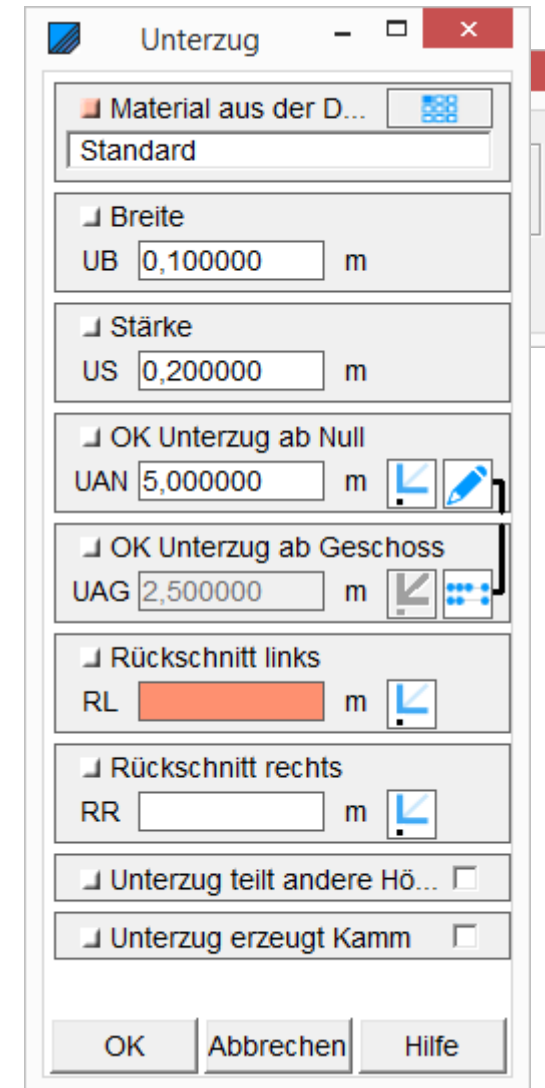 Unterzug
Material aus der D...
Standard
Breite
UB 0,100000 m
Stärke
US 0,200000 m
OK Unterzug ab Null
UAN 5,000000 m
OK Unterzug ab Geschoss
UAG 2,500000 m
Rückschnitt links
RL m
Rückschnitt rechts
RR m
Unterzug teilt andere Hö...
Unterzug erzeugt Kamm
OK Abbrechen Hilfe